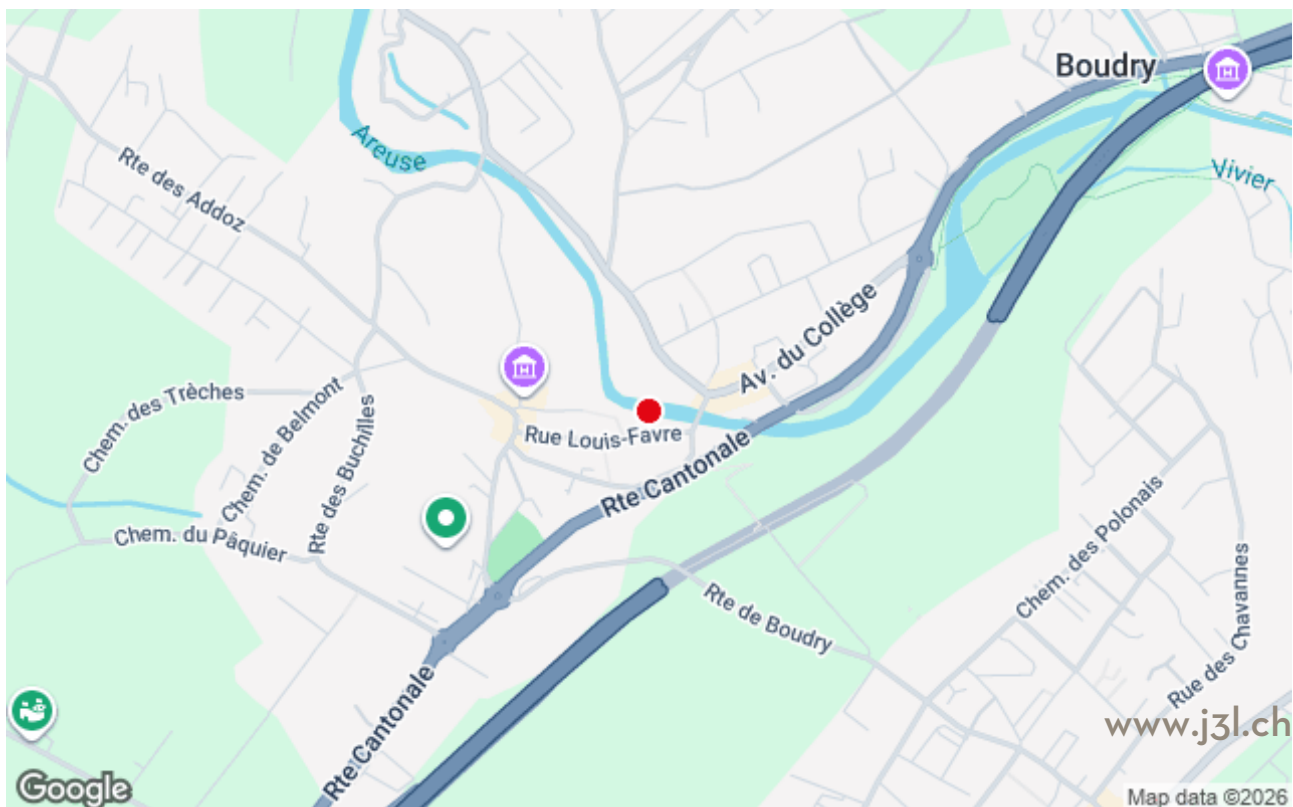 Boudry
Areuse
Vivier
Rte des Addoz
Av. du Collège
Chem. des Trèches
Chem. de Belmont
Rte des Buchilles
Rue Louis-Favre
Rte Cantonale
Chem. du Pâquier
Chem. des Polonais
Rte de Boudry
Rue des Chavannes
Rte Cantonale
www.j3l.ch
Google
Map data ©2026